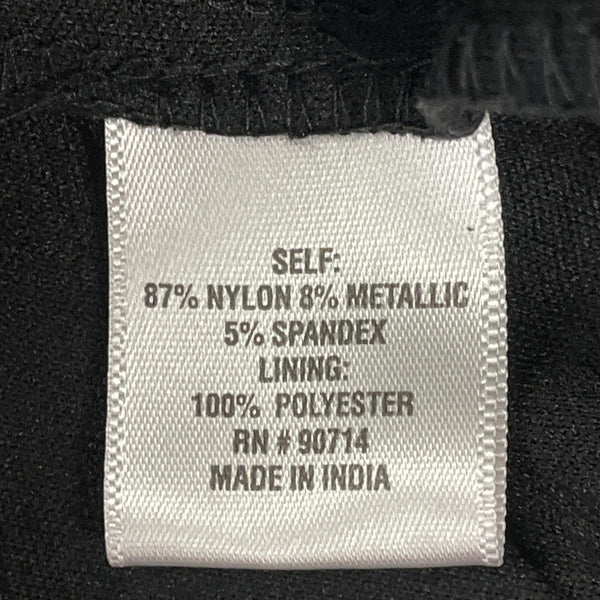 SELF:
87% NYLON 8% METALLIC
5% SPANDEX
LINING:
100% POLYESTER
RN # 90714
MADE IN INDIA